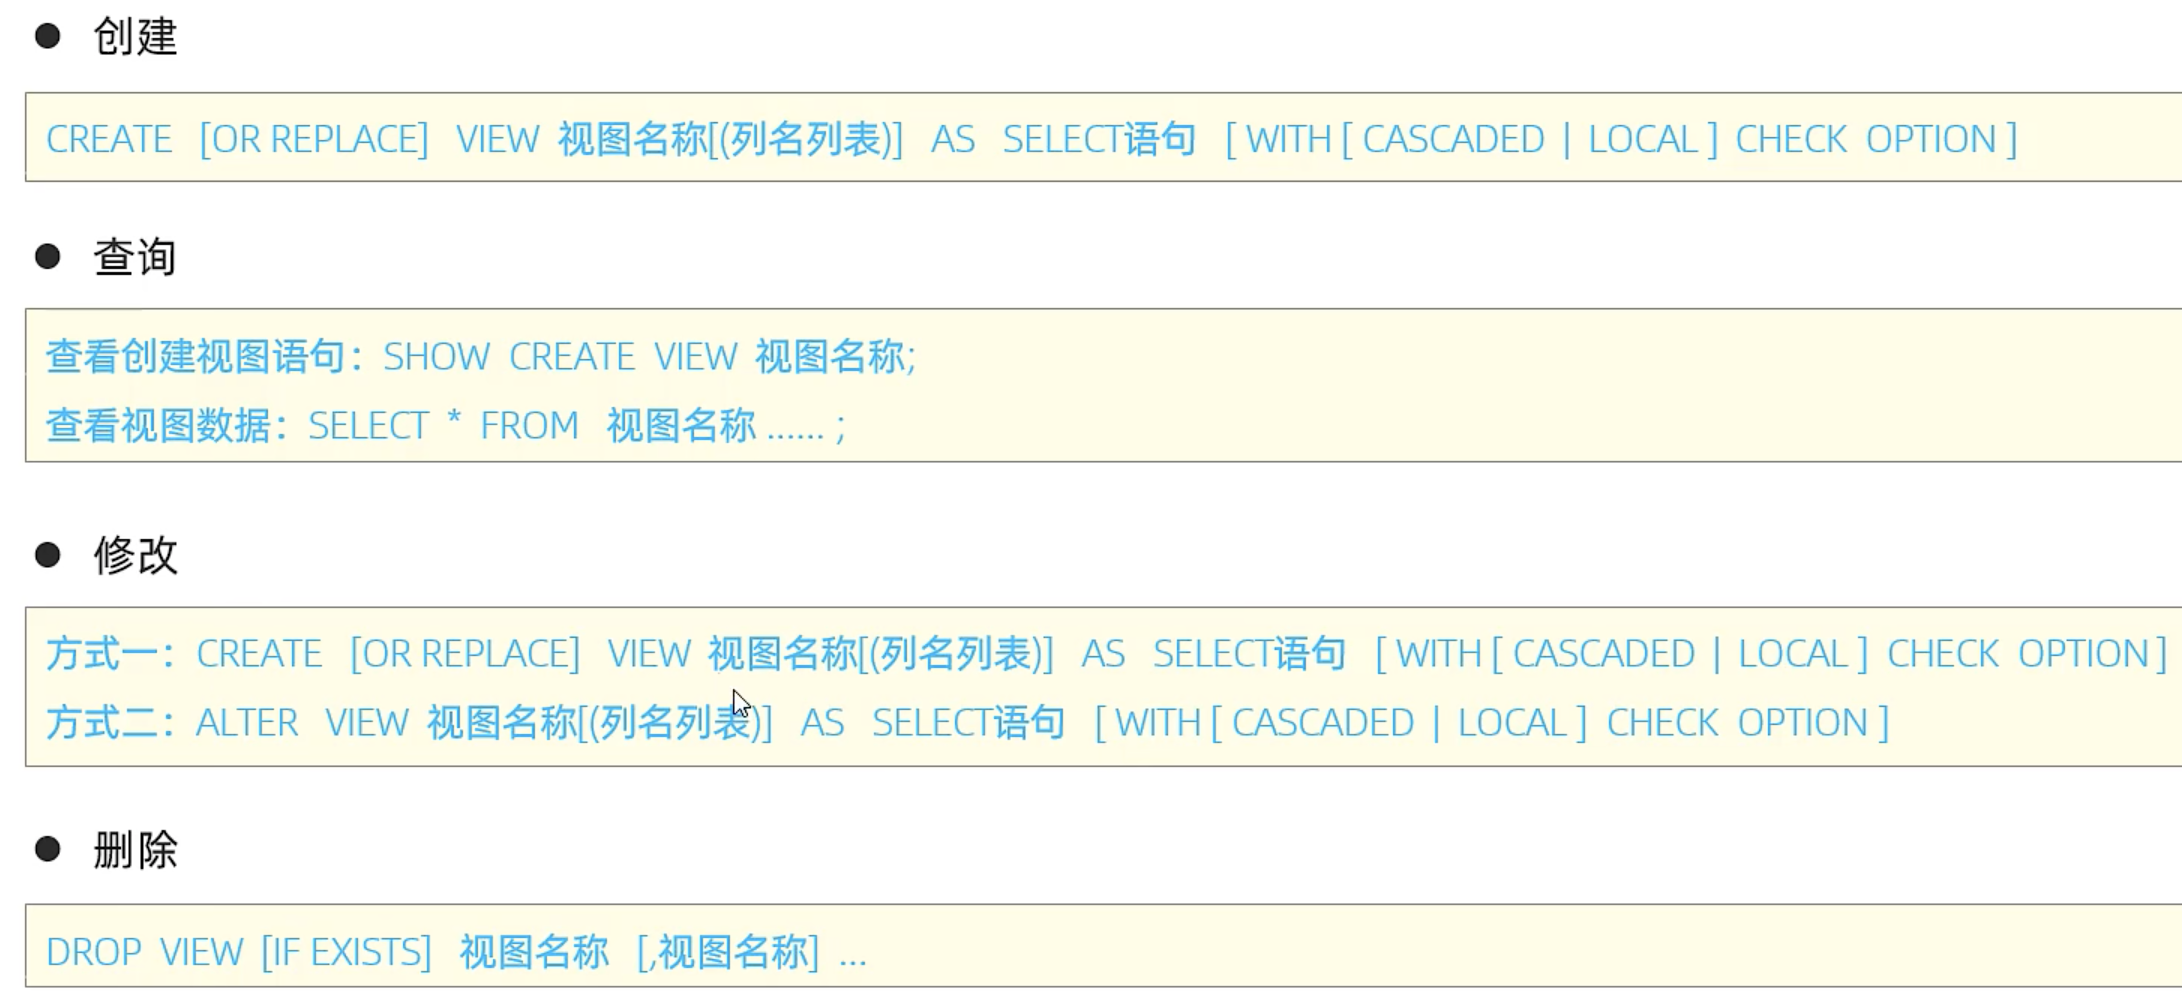 ● 创建
CREATE [OR REPLACE] VIEW 视图名称[(列名列表)] AS SELECT语句 [ WITH [ CASCADED | LOCAL ] CHECK OPTION ]
● 查询
查看创建视图语句：SHOW CREATE VIEW 视图名称;
查看视图数据：SELECT * FROM 视图名称 ...... ;
● 修改
方式一：CREATE [OR REPLACE] VIEW 视图名称[(列名列表)] AS SELECT语句 [ WITH [ CASCADED | LOCAL ] CHECK OPTION ]
方式二：ALTER VIEW 视图名称[(列名列表)] AS SELECT语句 [ WITH [ CASCADED | LOCAL ] CHECK OPTION ]
● 删除
DROP VIEW [IF EXISTS] 视图名称 [,视图名称] ...